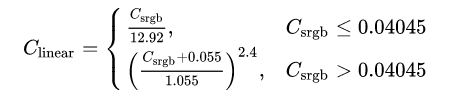 C_linear = { C_srgb / 12.92, C_srgb ≤ 0.04045
((C_srgb+0.055) / 1.055)^2.4, C_srgb > 0.04045